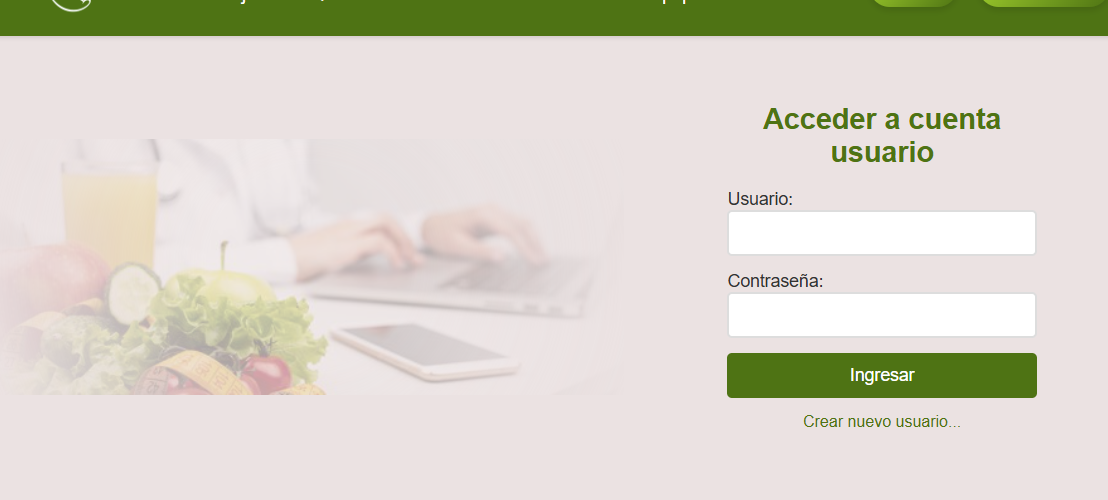 Acceder a cuenta
usuario
Usuario:
Contraseña:
Ingresar
Crear nuevo usuario...